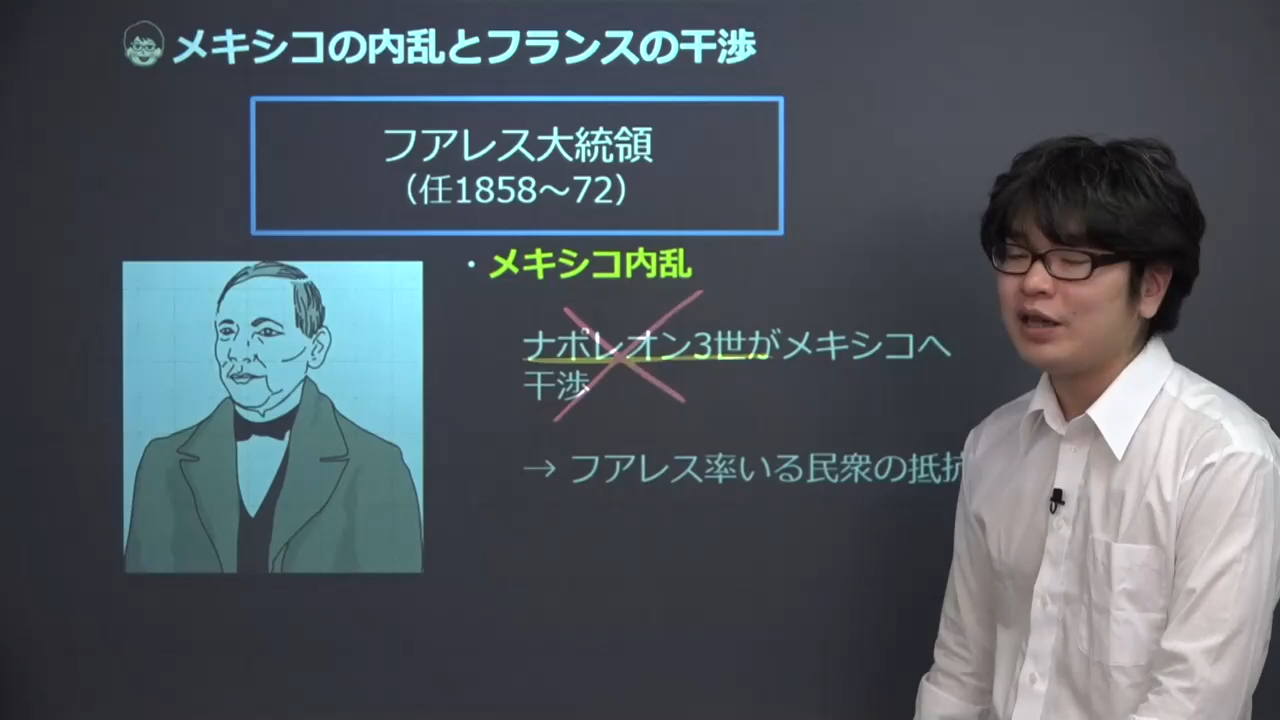 メキシコの内乱とフランスの干渉
フアレス大統領
（任1858～72）
・メキシコ内乱
ナポレオン3世がメキシコへ
干渉
→ フアレス率いる民衆の抵抗